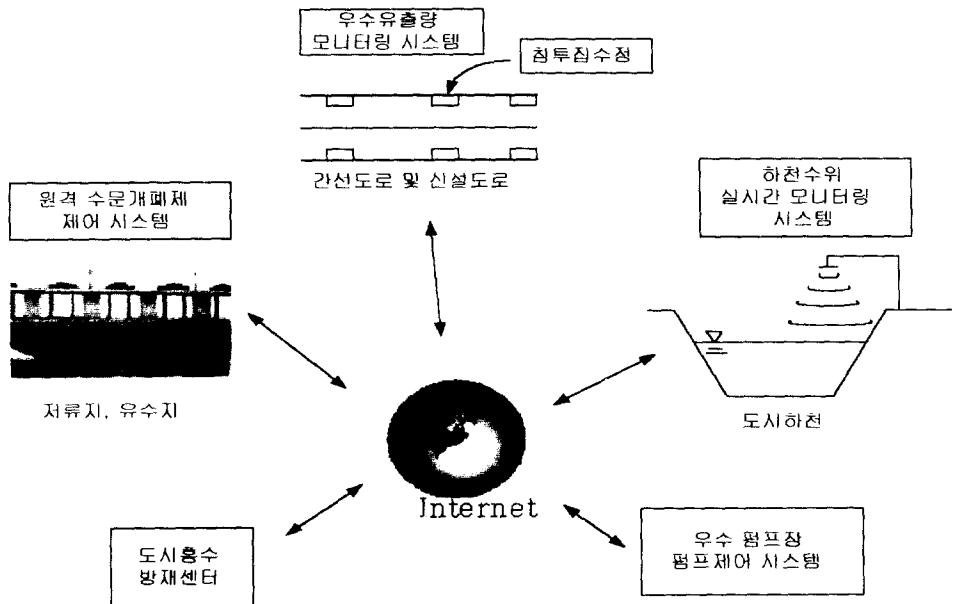 우수유출량
모니터링 시스템
침투집수정
간선도로 및 신설도로
하천수위
실시간 모니터링
시스템
원격 수문개폐제
제어 시스템
저류지, 유수지
도시하천
Internet
도시홍수
방재센터
우수 펌프장
펌프제어 시스템